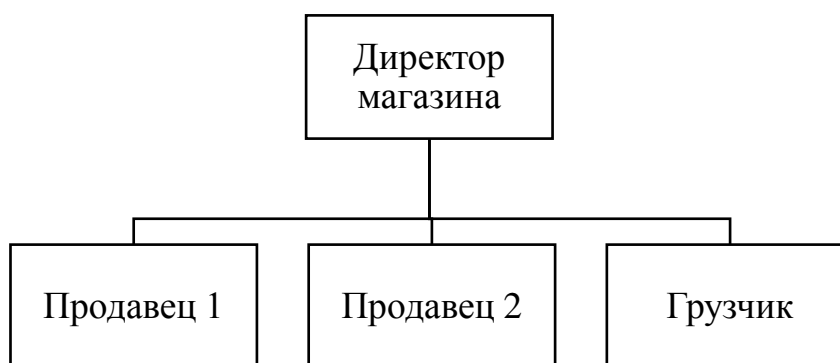 Директор
магазина
Продавец 1
Продавец 2
Грузчик